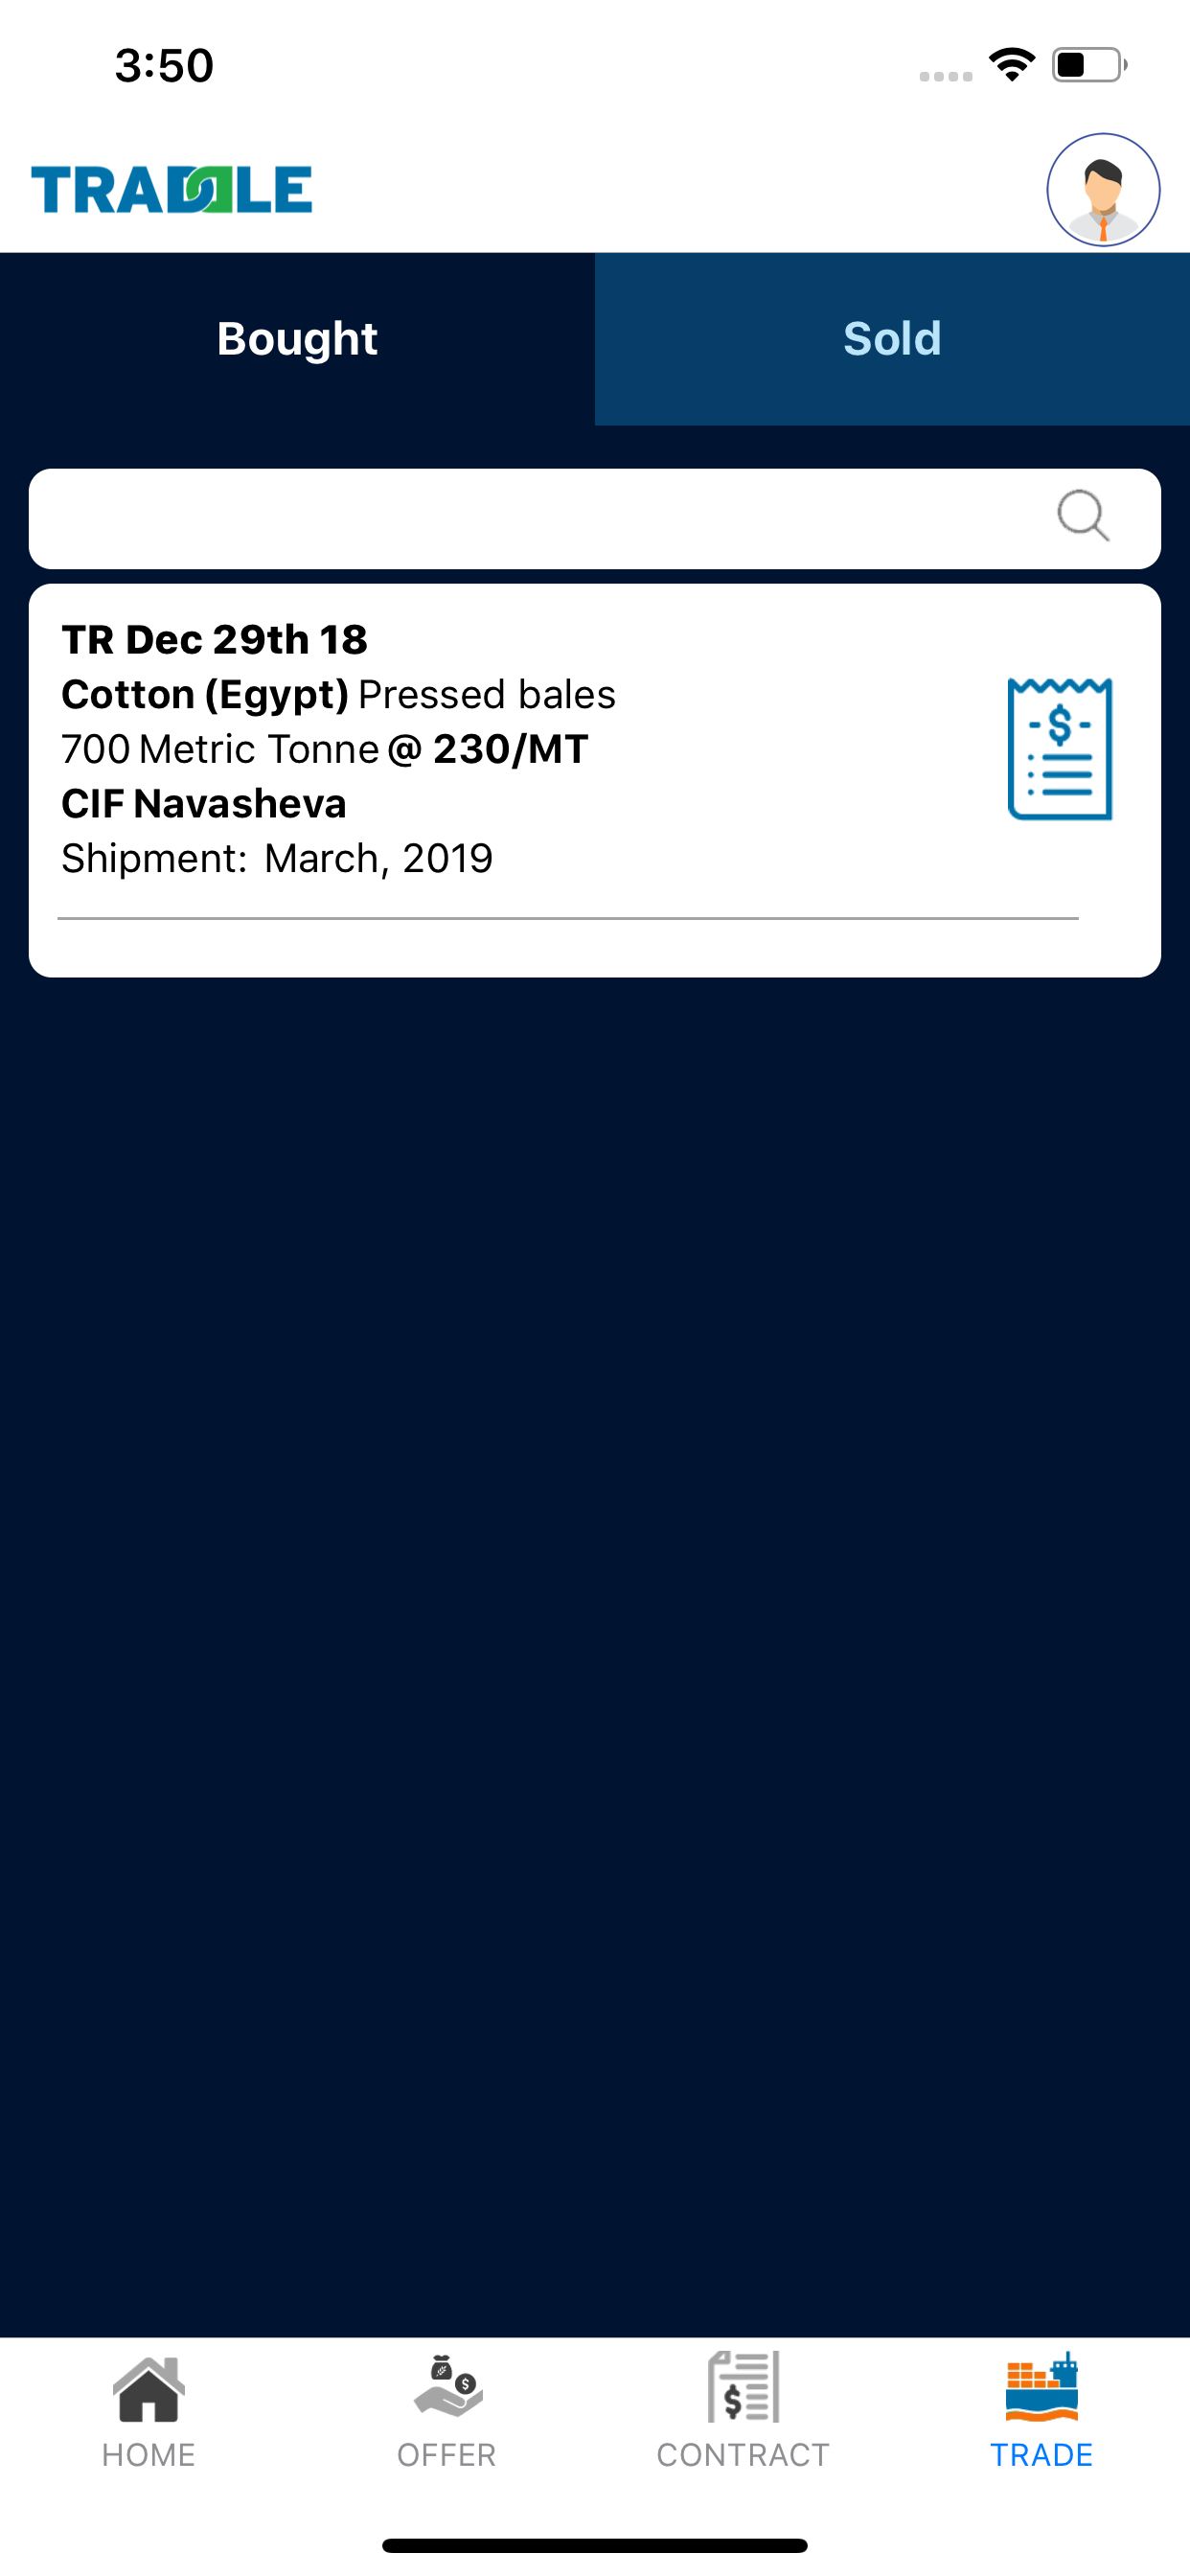 3:50
TRADDLE
Bought
Sold
TR Dec 29th 18
Cotton (Egypt) Pressed bales
700 Metric Tonne @ 230/MT
CIF Navasheva
Shipment: March, 2019
HOME
OFFER
CONTRACT
TRADE